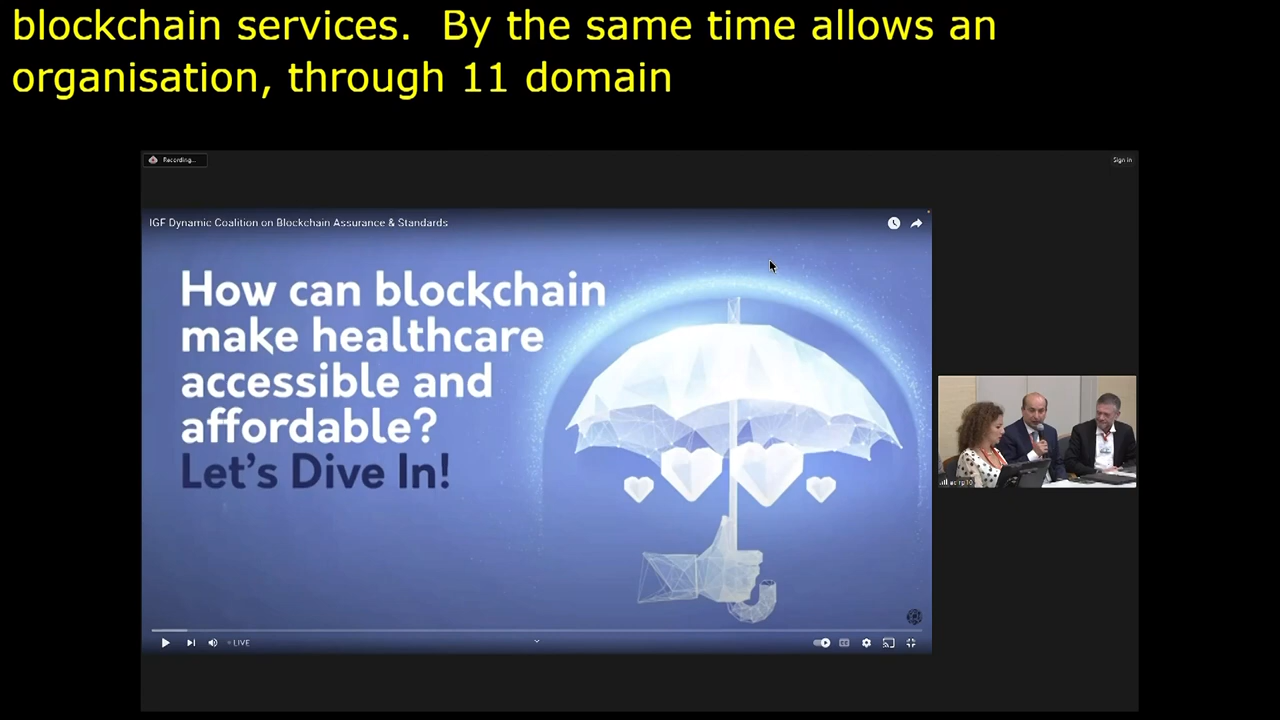 blockchain services.  By the same time allows an
organisation, through 11 domain
Recording...
Sign in
IGF Dynamic Coalition on Blockchain Assurance & Standards
How can blockchain
make healthcare
accessible and
affordable?
Let's Dive In!
LIVE